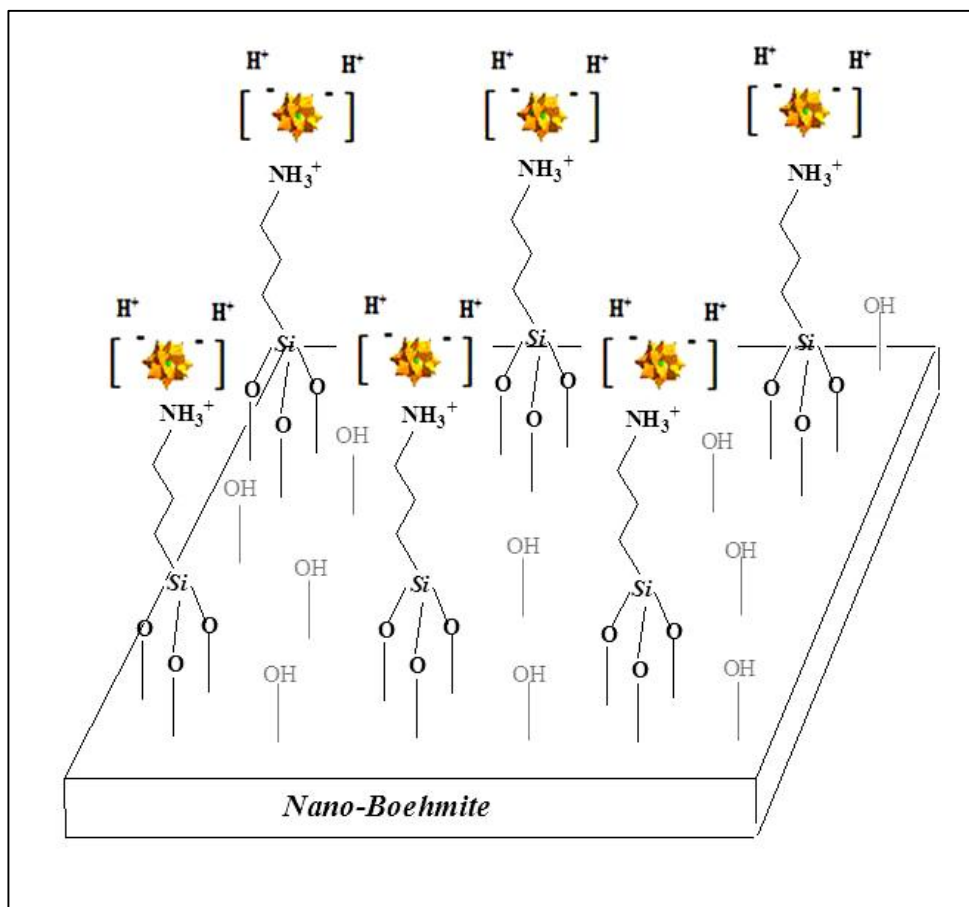 H⁺ H⁺ H⁺ H⁺ H⁺ H⁺
[ - - ] [ - - ] [ - - ]
NH₃⁺ NH₃⁺ NH₃⁺
H⁺ H⁺ H⁺ H⁺ H⁺ H⁺ OH
Si Si Si
[ - - ] [ - - ] [ - - ]
O O O O O O
NH₃⁺ NH₃⁺ NH₃⁺
O O O
OH OH
OH
OH OH
OH
Si Si Si
O O O O O O
O O O
OH OH OH
Nano-Boehmite